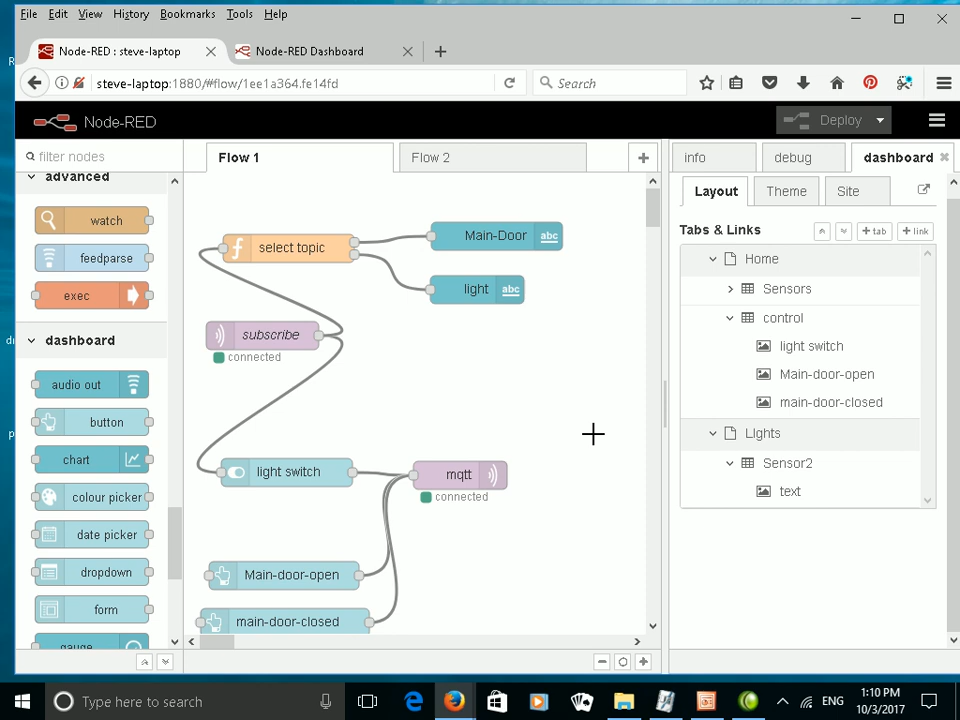 File Edit View History Bookmarks Tools Help
Node-RED : steve-laptop
Node-RED Dashboard
steve-laptop:1880/#flow/1ee1a364.fe14fd
Search
Node-RED
Deploy
filter nodes
Flow 1
Flow 2
info
debug
dashboard
advanced
watch
feedparse
exec
dashboard
audio out
button
chart
colour picker
date picker
dropdown
form
gauge
select topic
Main-Door
abc
light
abc
subscribe
connected
light switch
mqtt
connected
Main-door-open
main-door-closed
Layout
Theme
Site
Tabs & Links
+ tab
+ link
Home
Sensors
control
light switch
Main-door-open
main-door-closed
LIghts
Sensor2
text
Type here to search
ENG
1:10 PM
10/3/2017